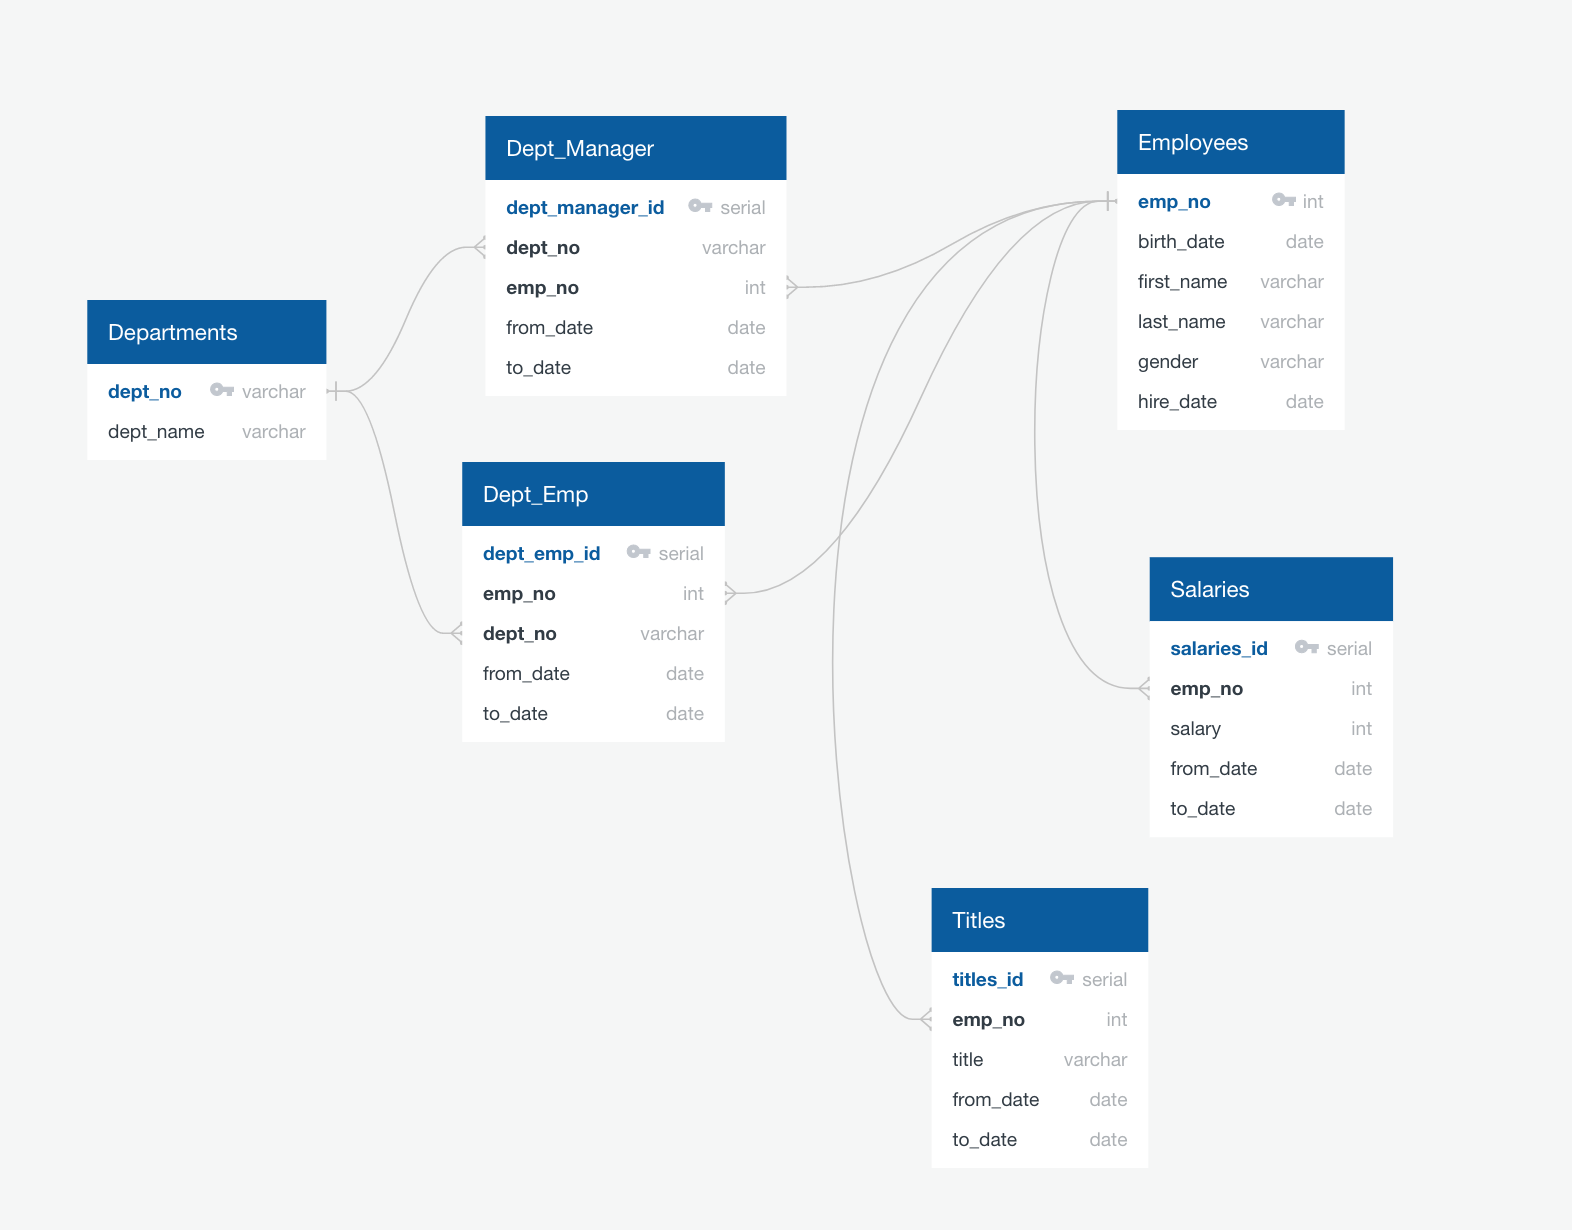 Departments
dept_no varchar
dept_name varchar
Dept_Manager
dept_manager_id serial
dept_no varchar
emp_no int
from_date date
to_date date
Dept_Emp
dept_emp_id serial
emp_no int
dept_no varchar
from_date date
to_date date
Employees
emp_no int
birth_date date
first_name varchar
last_name varchar
gender varchar
hire_date date
Salaries
salaries_id serial
emp_no int
salary int
from_date date
to_date date
Titles
titles_id serial
emp_no int
title varchar
from_date date
to_date date